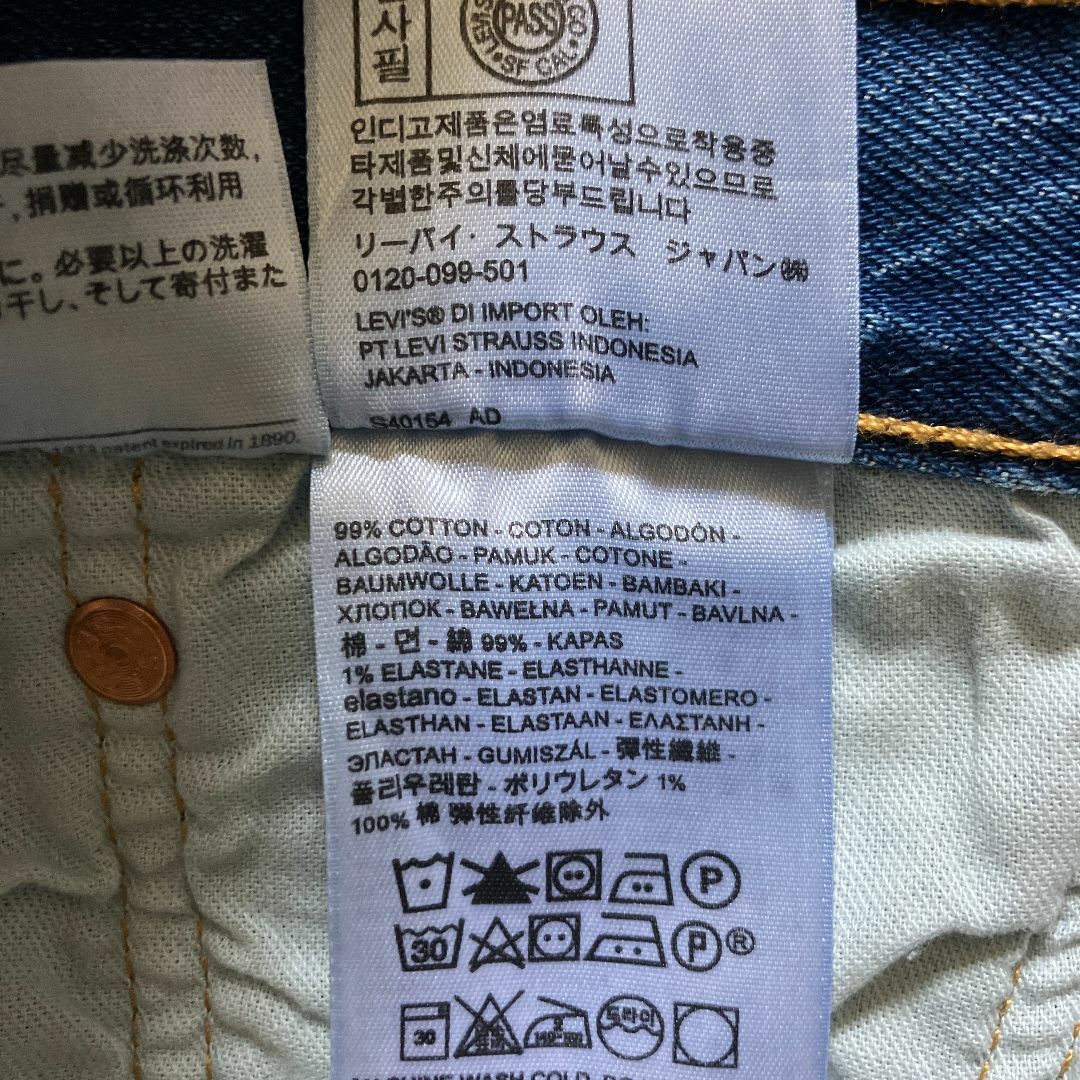 사필
PASS
LEVI'S
SF CAL
尽量减少洗涤次数,
,捐赠或循环利用
に。必要以上の洗濯
干し、そして寄付また
patent expired in 1890.
인디고제품은염료특성으로착용중
타제품및신체에묻어날수있으므로
각별한주의를당부드립니다
リーバイ・ストラウス ジャパン㈱
0120-099-501
LEVI'S® DI IMPORT OLEH:
PT LEVI STRAUSS INDONESIA
JAKARTA - INDONESIA
S40154 AD
99% COTTON - COTON - ALGODÓN -
ALGODÃO - PAMUK - COTONE -
BAUMWOLLE - KATOEN - BAMBAKI -
ХЛОПОК - BAWEŁNA - PAMUT - BAVLNA -
棉 - 면 - 綿 99% - KAPAS
1% ELASTANE - ELASTHANNE -
elastano - ELASTAN - ELASTOMERO -
ELASTHAN - ELASTAAN - ΕΛΑΣΤΑΝΗ -
ЭПАСТАН - GUMISZÁL - 彈性纖維 -
폴리우레탄 - ポリウレタン 1%
100% 棉 弹性纤维除外
P
30 P ®
30 드라이
MACHINE WASH COLD